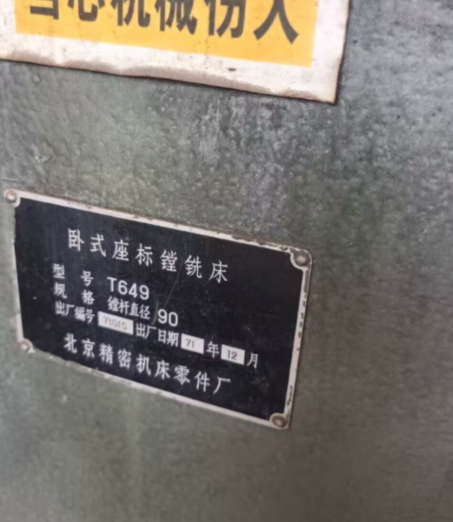 当心机械伤人
卧式座标镗铣床
型号 T649
规格 镗杆直径 90
出厂编号 71015 出厂日期 71 年 12 月
北京精密机床零件厂